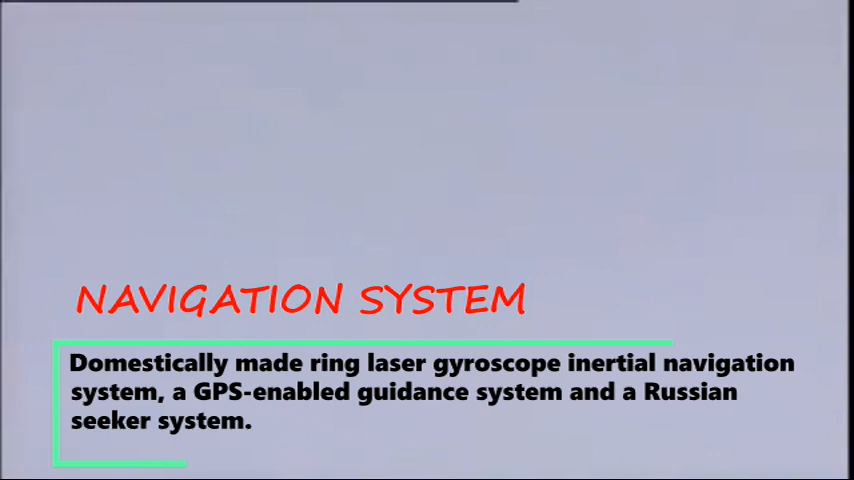 NAVIGATION SYSTEM
Domestically made ring laser gyroscope inertial navigation
system, a GPS-enabled guidance system and a Russian
seeker system.